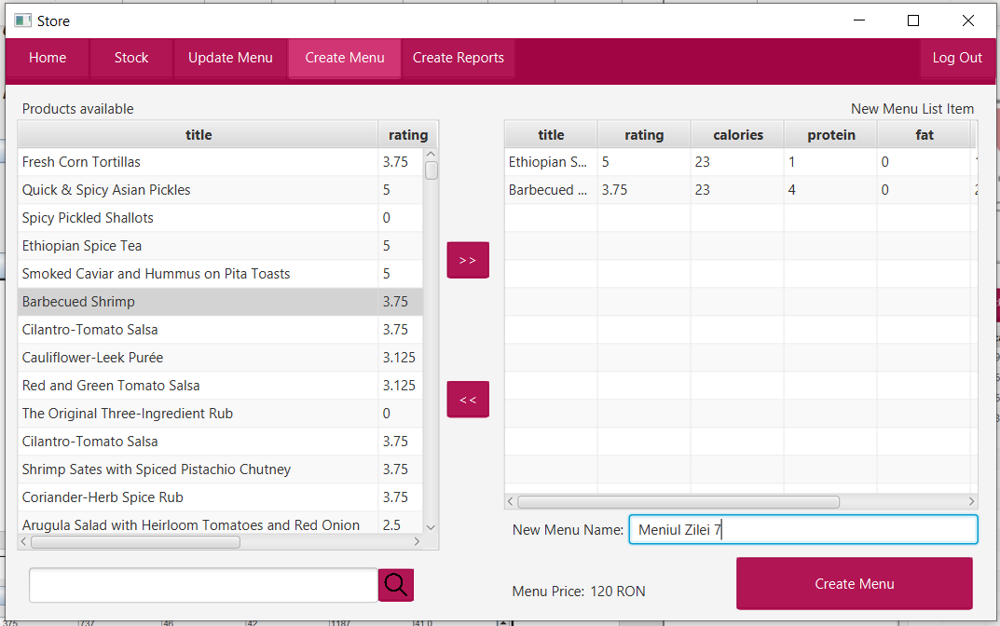 Store
Home Stock Update Menu Create Menu Create Reports Log Out
Products available
title rating
Fresh Corn Tortillas 3.75
Quick & Spicy Asian Pickles 5
Spicy Pickled Shallots 0
Ethiopian Spice Tea 5
Smoked Caviar and Hummus on Pita Toasts 5
Barbecued Shrimp 3.75
Cilantro-Tomato Salsa 3.75
Cauliflower-Leek Purée 3.125
Red and Green Tomato Salsa 3.125
The Original Three-Ingredient Rub 0
Cilantro-Tomato Salsa 3.75
Shrimp Sates with Spiced Pistachio Chutney 3.75
Coriander-Herb Spice Rub 3.75
Arugula Salad with Heirloom Tomatoes and Red Onion 2.5
>>
<<
New Menu List Item
title rating calories protein fat
Ethiopian S... 5 23 1 0
Barbecued ... 3.75 23 4 0
New Menu Name: Meniul Zilei 7
Menu Price: 120 RON
Create Menu